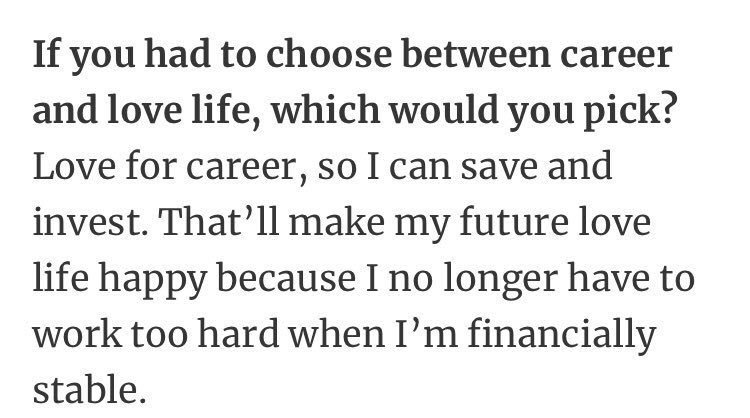 If you had to choose between career
and love life, which would you pick?
Love for career, so I can save and
invest. That’ll make my future love
life happy because I no longer have to
work too hard when I’m financially
stable.